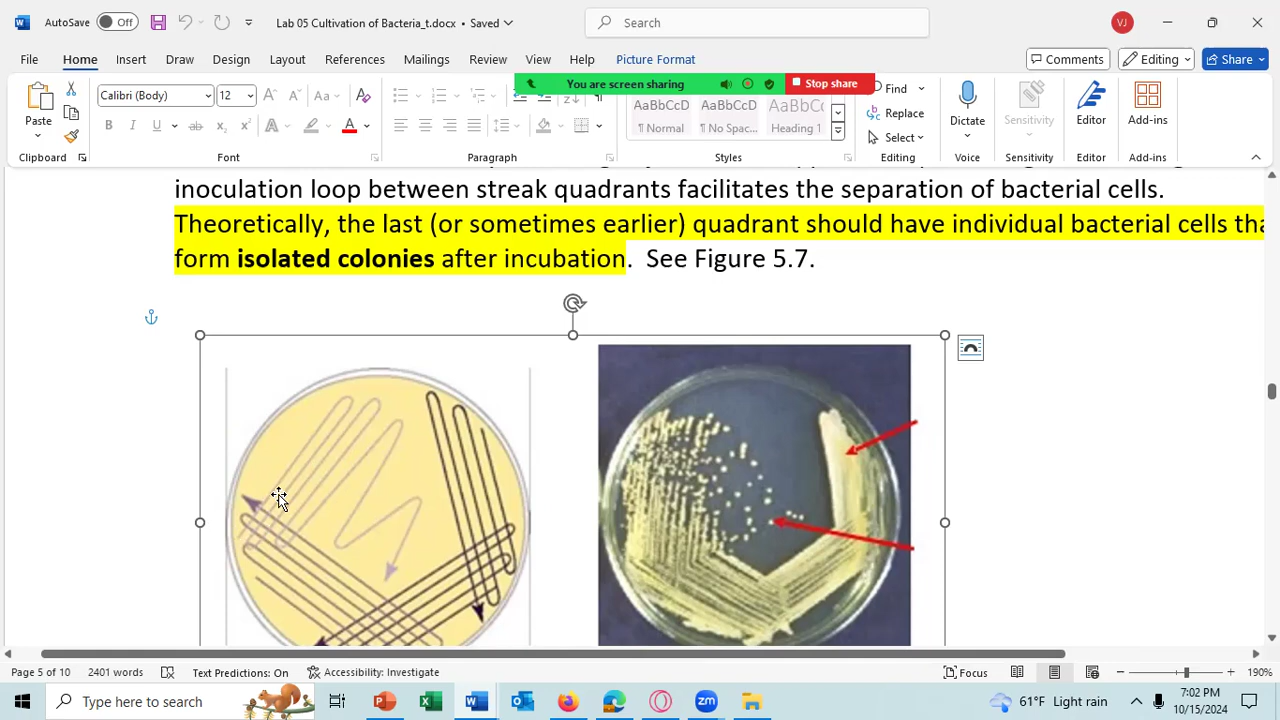 AutoSave Off Lab 05 Cultivation of Bacteria_t.docx • Saved Search VJ
File Home Insert Draw Design Layout References Mailings Review View Help Picture Format Comments Editing Share
You are screen sharing Stop share
Paste Calibri (Body) 12 Aa AaBbCcD AaBbCcD AaBbCc Find Replace Select Dictate Sensitivity Editor Add-ins
¶ Normal ¶ No Spac... Heading 1
Clipboard Font Paragraph Styles Editing Voice Sensitivity Editor Add-ins
inoculation loop between streak quadrants facilitates the separation of bacterial cells.
Theoretically, the last (or sometimes earlier) quadrant should have individual bacterial cells
form isolated colonies after incubation. See Figure 5.7.
Page 5 of 10 2401 words Text Predictions: On Accessibility: Investigate Focus 190%
Type here to search 61°F Light rain 7:02 PM
10/15/2024